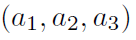 (a₁, a₂, a₃)